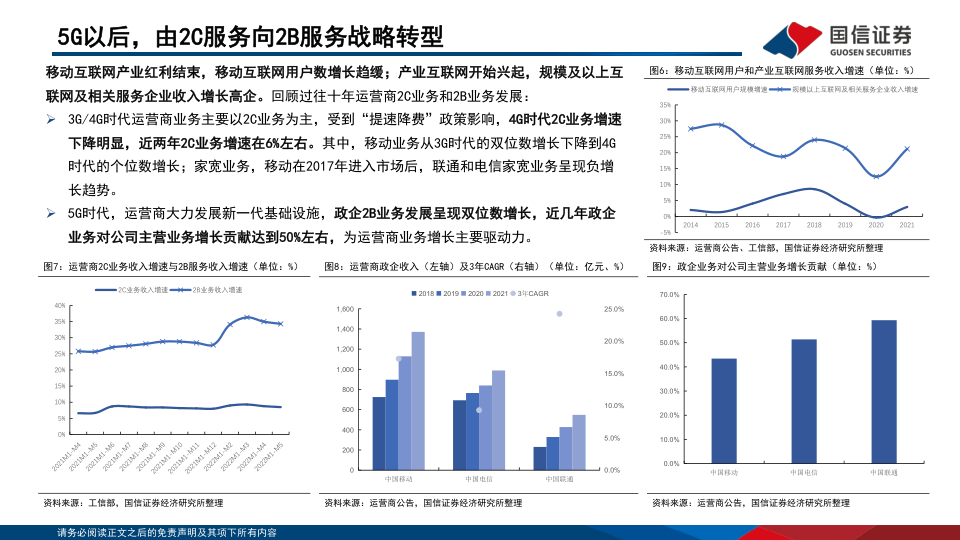 5G以后，由2C服务向2B服务战略转型
国信证券
GUOSEN SECURITIES
移动互联网产业红利结束，移动互联网用户数增长趋缓；产业互联网开始兴起，规模及以上互
联网及相关服务企业收入增长高企。回顾过往十年运营商2C业务和2B业务发展：
3G/4G时代运营商业务主要以2C业务为主，受到“提速降费”政策影响，4G时代2C业务增速
下降明显，近两年2C业务增速在6%左右。其中，移动业务从3G时代的双位数增长下降到4G
时代的个位数增长；家宽业务，移动在2017年进入市场后，联通和电信家宽业务呈现负增
长趋势。
5G时代，运营商大力发展新一代基础设施，政企2B业务发展呈现双位数增长，近几年政企
业务对公司主营业务增长贡献达到50%左右，为运营商业务增长主要驱动力。
图6：移动互联网用户和产业互联网服务收入增速（单位：%）
移动互联网用户规模增速
规模以上互联网及相关服务企业收入增速
35%
30%
25%
20%
15%
10%
5%
0%
-5%
2014 2015 2016 2017 2018 2019 2020 2021
资料来源：运营商公告、工信部，国信证券经济研究所整理
图7：运营商2C业务收入增速与2B服务收入增速（单位：%）
2C业务收入增速
2B业务收入增速
40%
35%
30%
25%
20%
15%
10%
5%
0%
2021M1-M4 2021M1-M5 2021M1-M6 2021M1-M7 2021M1-M8 2021M1-M9 2021M1-M10 2021M1-M11 2021M1-M12 2022M1-M2 2022M1-M3 2022M1-M4 2022M1-M5
资料来源：工信部，国信证券经济研究所整理
图8：运营商政企收入（左轴）及3年CAGR（右轴）（单位：亿元、%）
2018 2019 2020 2021 3年CAGR
1,600
1,400
1,200
1,000
800
600
400
200
0
25.0%
20.0%
15.0%
10.0%
5.0%
0.0%
中国移动 中国电信 中国联通
资料来源：运营商公告，国信证券经济研究所整理
图9：政企业务对公司主营业务增长贡献（单位：%）
70.0%
60.0%
50.0%
40.0%
30.0%
20.0%
10.0%
0.0%
中国移动 中国电信 中国联通
资料来源：运营商公告，国信证券经济研究所整理
请务必阅读正文之后的免责声明及其项下所有内容